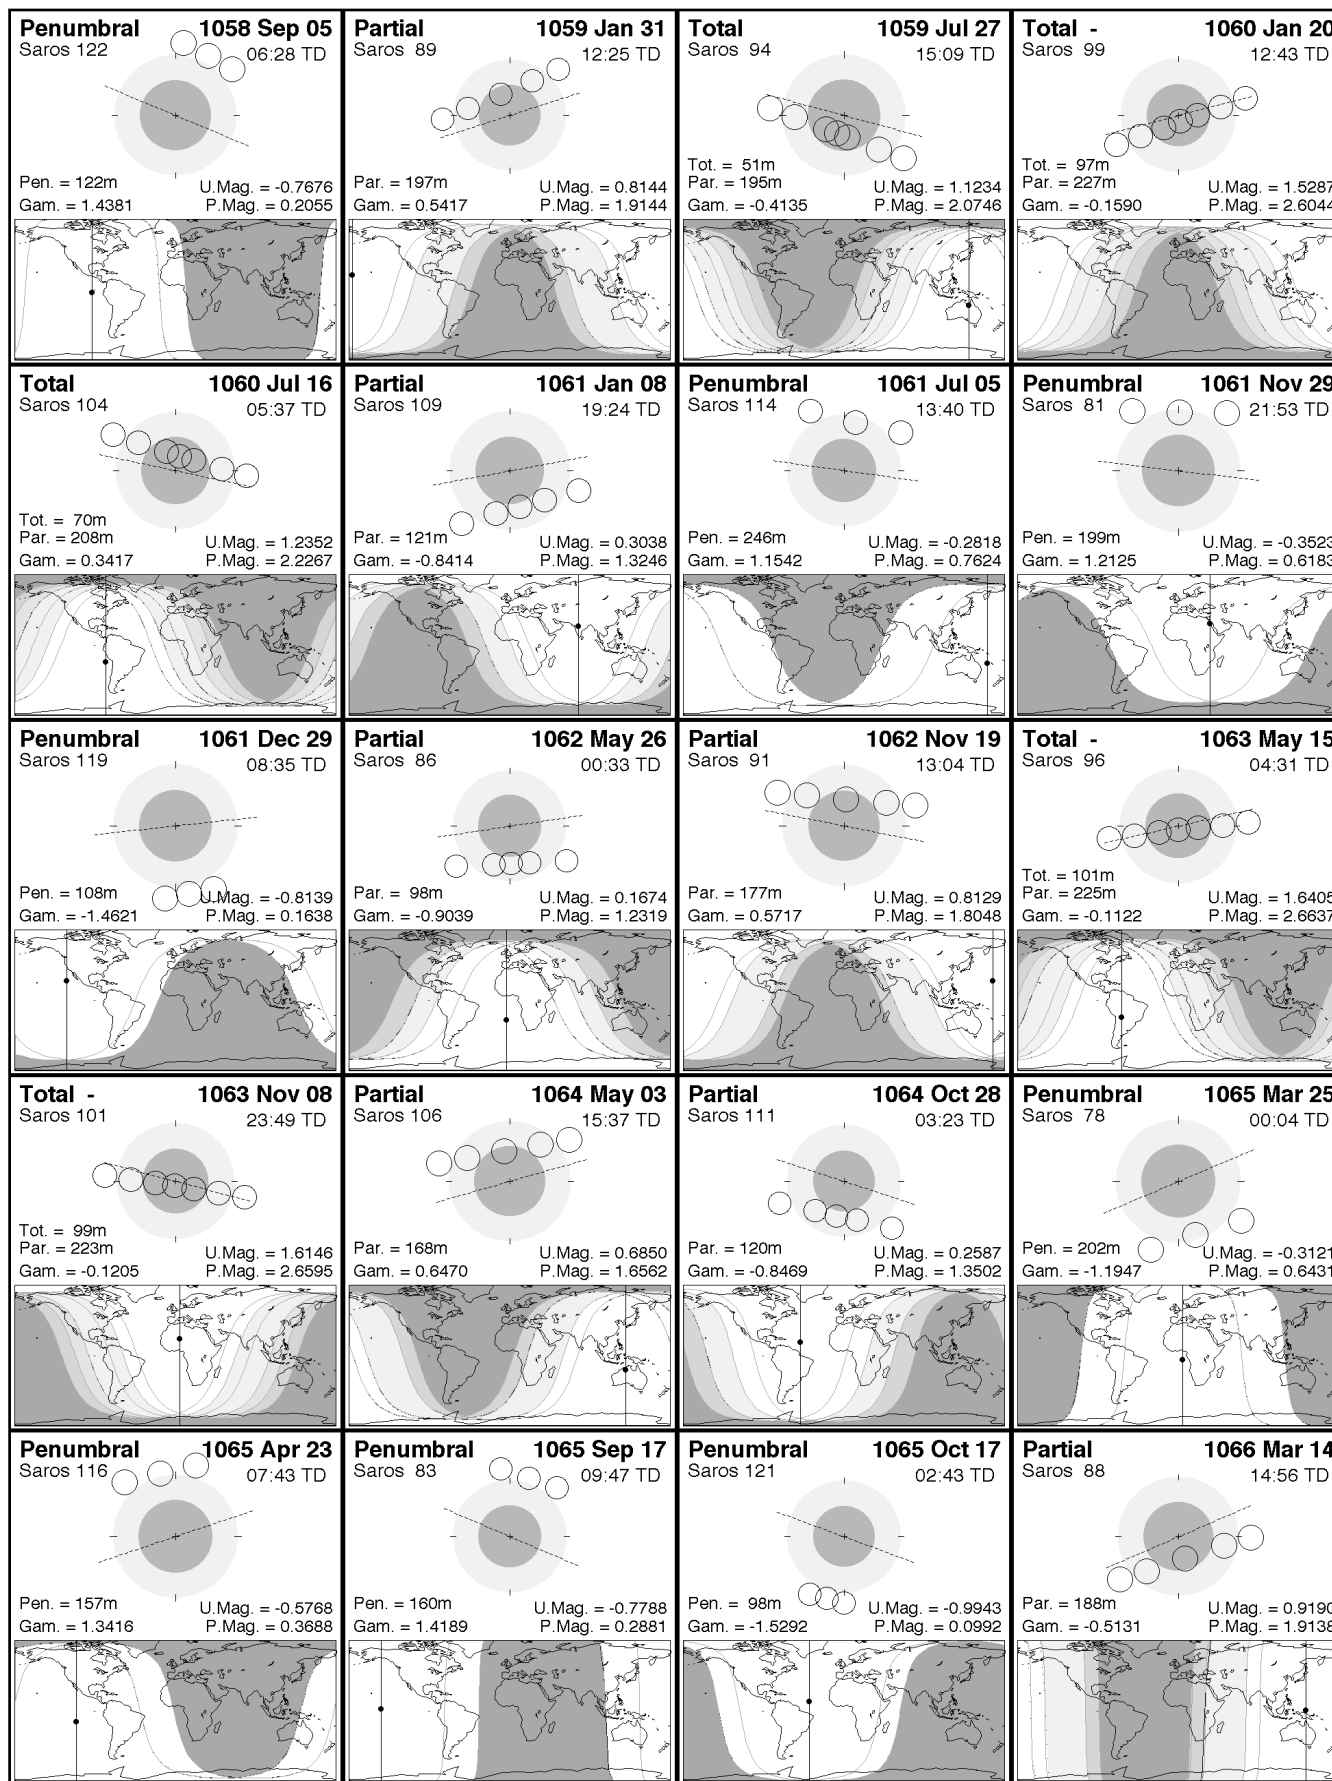 Penumbral 1058 Sep 05
Saros 122 06:28 TD
Pen. = 122m U.Mag. = -0.7676
Gam. = 1.4381 P.Mag. = 0.2055
Partial 1059 Jan 31
Saros 89 12:25 TD
Par. = 197m U.Mag. = 0.8144
Gam. = 0.5417 P.Mag. = 1.9144
Total 1059 Jul 27
Saros 94 15:09 TD
Tot. = 51m
Par. = 195m U.Mag. = 1.1234
Gam. = -0.4135 P.Mag. = 2.0746
Total - 1060 Jan 20
Saros 99 12:43 TD
Tot. = 97m
Par. = 227m U.Mag. = 1.5287
Gam. = -0.1590 P.Mag. = 2.6044
Total 1060 Jul 16
Saros 104 05:37 TD
Tot. = 70m
Par. = 208m U.Mag. = 1.2352
Gam. = 0.3417 P.Mag. = 2.2267
Partial 1061 Jan 08
Saros 109 19:24 TD
Par. = 121m U.Mag. = 0.3038
Gam. = -0.8414 P.Mag. = 1.3246
Penumbral 1061 Jul 05
Saros 114 13:40 TD
Pen. = 246m U.Mag. = -0.2818
Gam. = 1.1542 P.Mag. = 0.7624
Penumbral 1061 Nov 29
Saros 81 21:53 TD
Pen. = 199m U.Mag. = -0.3523
Gam. = 1.2125 P.Mag. = 0.6183
Penumbral 1061 Dec 29
Saros 119 08:35 TD
Pen. = 108m U.Mag. = -0.8139
Gam. = -1.4621 P.Mag. = 0.1638
Partial 1062 May 26
Saros 86 00:33 TD
Par. = 98m U.Mag. = 0.1674
Gam. = -0.9039 P.Mag. = 1.2319
Partial 1062 Nov 19
Saros 91 13:04 TD
Par. = 177m U.Mag. = 0.8129
Gam. = 0.5717 P.Mag. = 1.8048
Total - 1063 May 15
Saros 96 04:31 TD
Tot. = 101m
Par. = 225m U.Mag. = 1.6405
Gam. = -0.1122 P.Mag. = 2.6637
Total - 1063 Nov 08
Saros 101 23:49 TD
Tot. = 99m
Par. = 223m U.Mag. = 1.6146
Gam. = -0.1205 P.Mag. = 2.6595
Partial 1064 May 03
Saros 106 15:37 TD
Par. = 168m U.Mag. = 0.6850
Gam. = 0.6470 P.Mag. = 1.6562
Partial 1064 Oct 28
Saros 111 03:23 TD
Par. = 120m U.Mag. = 0.2587
Gam. = -0.8469 P.Mag. = 1.3502
Penumbral 1065 Mar 25
Saros 78 00:04 TD
Pen. = 202m U.Mag. = -0.3121
Gam. = -1.1947 P.Mag. = 0.6431
Penumbral 1065 Apr 23
Saros 116 07:43 TD
Pen. = 157m U.Mag. = -0.5768
Gam. = 1.3416 P.Mag. = 0.3688
Penumbral 1065 Sep 17
Saros 83 09:47 TD
Pen. = 160m U.Mag. = -0.7788
Gam. = 1.4189 P.Mag. = 0.2881
Penumbral 1065 Oct 17
Saros 121 02:43 TD
Pen. = 98m U.Mag. = -0.9943
Gam. = -1.5292 P.Mag. = 0.0992
Partial 1066 Mar 14
Saros 88 14:56 TD
Par. = 188m U.Mag. = 0.9190
Gam. = -0.5131 P.Mag. = 1.9138